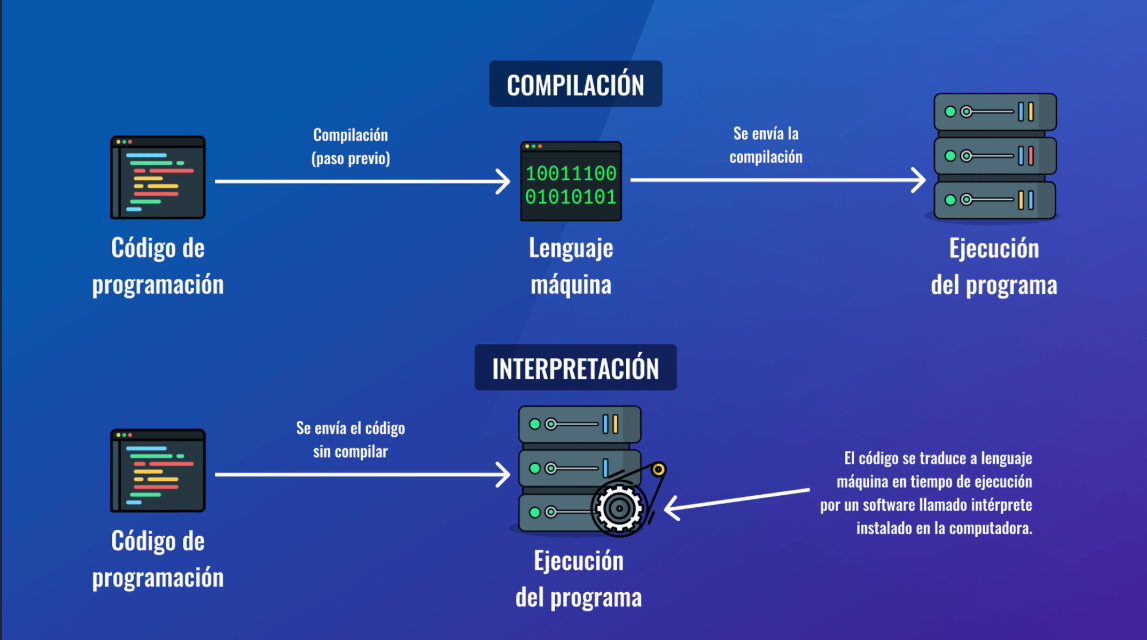 COMPILACIÓN
Compilación
(paso previo)
Se envía la
compilación
10011100
01010101
Código de
programación
Lenguaje
máquina
Ejecución
del programa
INTERPRETACIÓN
Se envía el código
sin compilar
El código se traduce a lenguaje
máquina en tiempo de ejecución
por un software llamado intérprete
instalado en la computadora.
Código de
programación
Ejecución
del programa